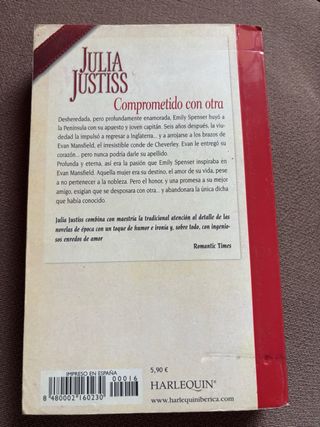 JULIA
JUSTISS
Comprometido con otra
Desheredada, pero profundamente enamorada, Emily Spenser huyó a
la Península con su apuesto y joven capitán. Seis años después, la viu-
dedad la impulsó a regresar a Inglaterra... y a arrojarse a los brazos de
Evan Mansfield, el irresistible conde de Cheverley. Evan le entregó su
corazón... pero nunca podría darle su apellido.
Profunda y eterna, así era la pasión que Emily Spenser inspiraba en
Evan Mansfield. Aquella mujer era su destino, el amor de su vida, pese
a no pertenecer a la nobleza. Pero el honor, y una promesa a su mejor
amigo, exigían que se desposara con otra... y abandonara la única dicha
que había conocido.
Julia Justiss combina con maestría la tradicional atención al detalle de las
novelas de época con un toque de humor e ironía y, sobre todo, con ingenio-
sos enredos de amor
Romantic Times
IMPRESO EN ESPAÑA
00016
8 480002 160230
5,90 €
HARLEQUIN®
www.harlequiniberica.com